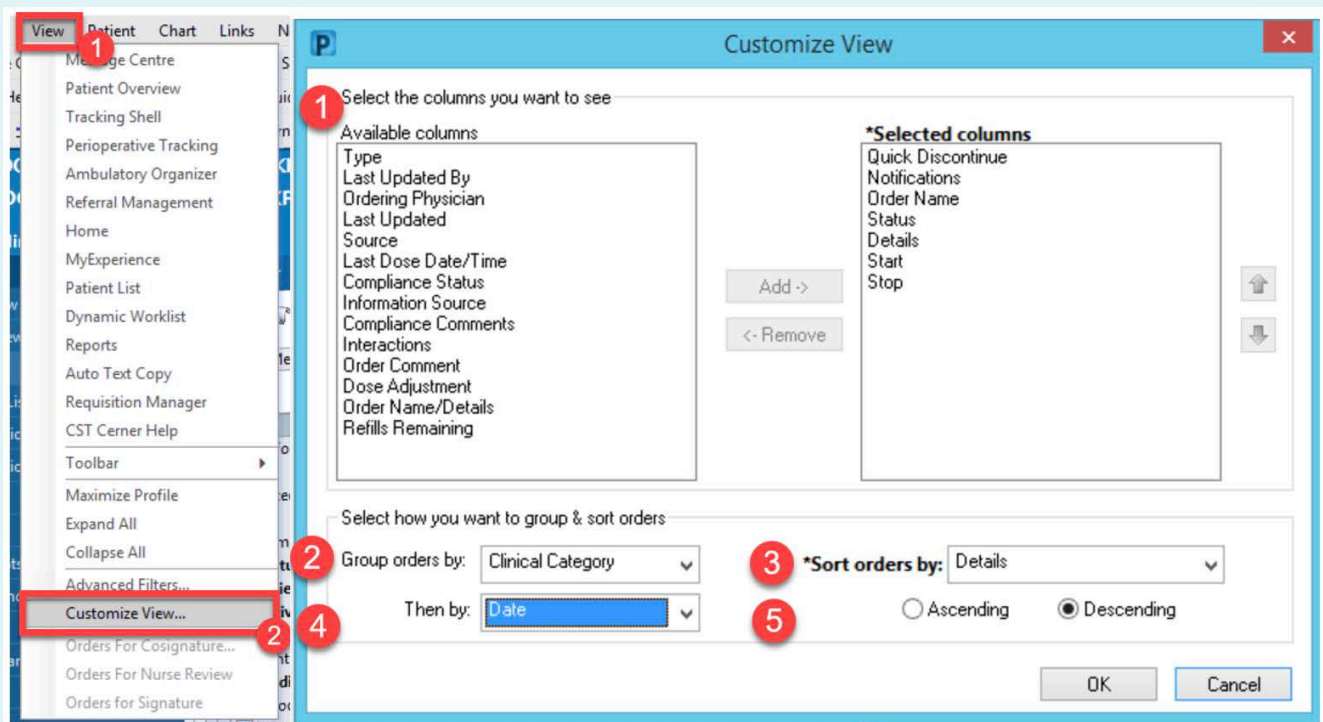 View Patient Chart Links N
1
Message Centre
Patient Overview
Tracking Shell
Perioperative Tracking
Ambulatory Organizer
Referral Management
Home
MyExperience
Patient List
Dynamic Worklist
Reports
Auto Text Copy
Requisition Manager
CST Cerner Help
Toolbar
Maximize Profile
Expand All
Collapse All
Advanced Filters...
Customize View...
2
Orders For Cosignature...
Orders For Nurse Review
Orders for Signature
P Customize View
1 Select the columns you want to see
Available columns
Type
Last Updated By
Ordering Physician
Last Updated
Source
Last Dose Date/Time
Compliance Status
Information Source
Compliance Comments
Interactions
Order Comment
Dose Adjustment
Order Name/Details
Refills Remaining
Add ->
<- Remove
*Selected columns
Quick Discontinue
Notifications
Order Name
Status
Details
Start
Stop
Select how you want to group & sort orders
2 Group orders by: Clinical Category
3 *Sort orders by: Details
4 Then by: Date
5 Ascending Descending
OK Cancel